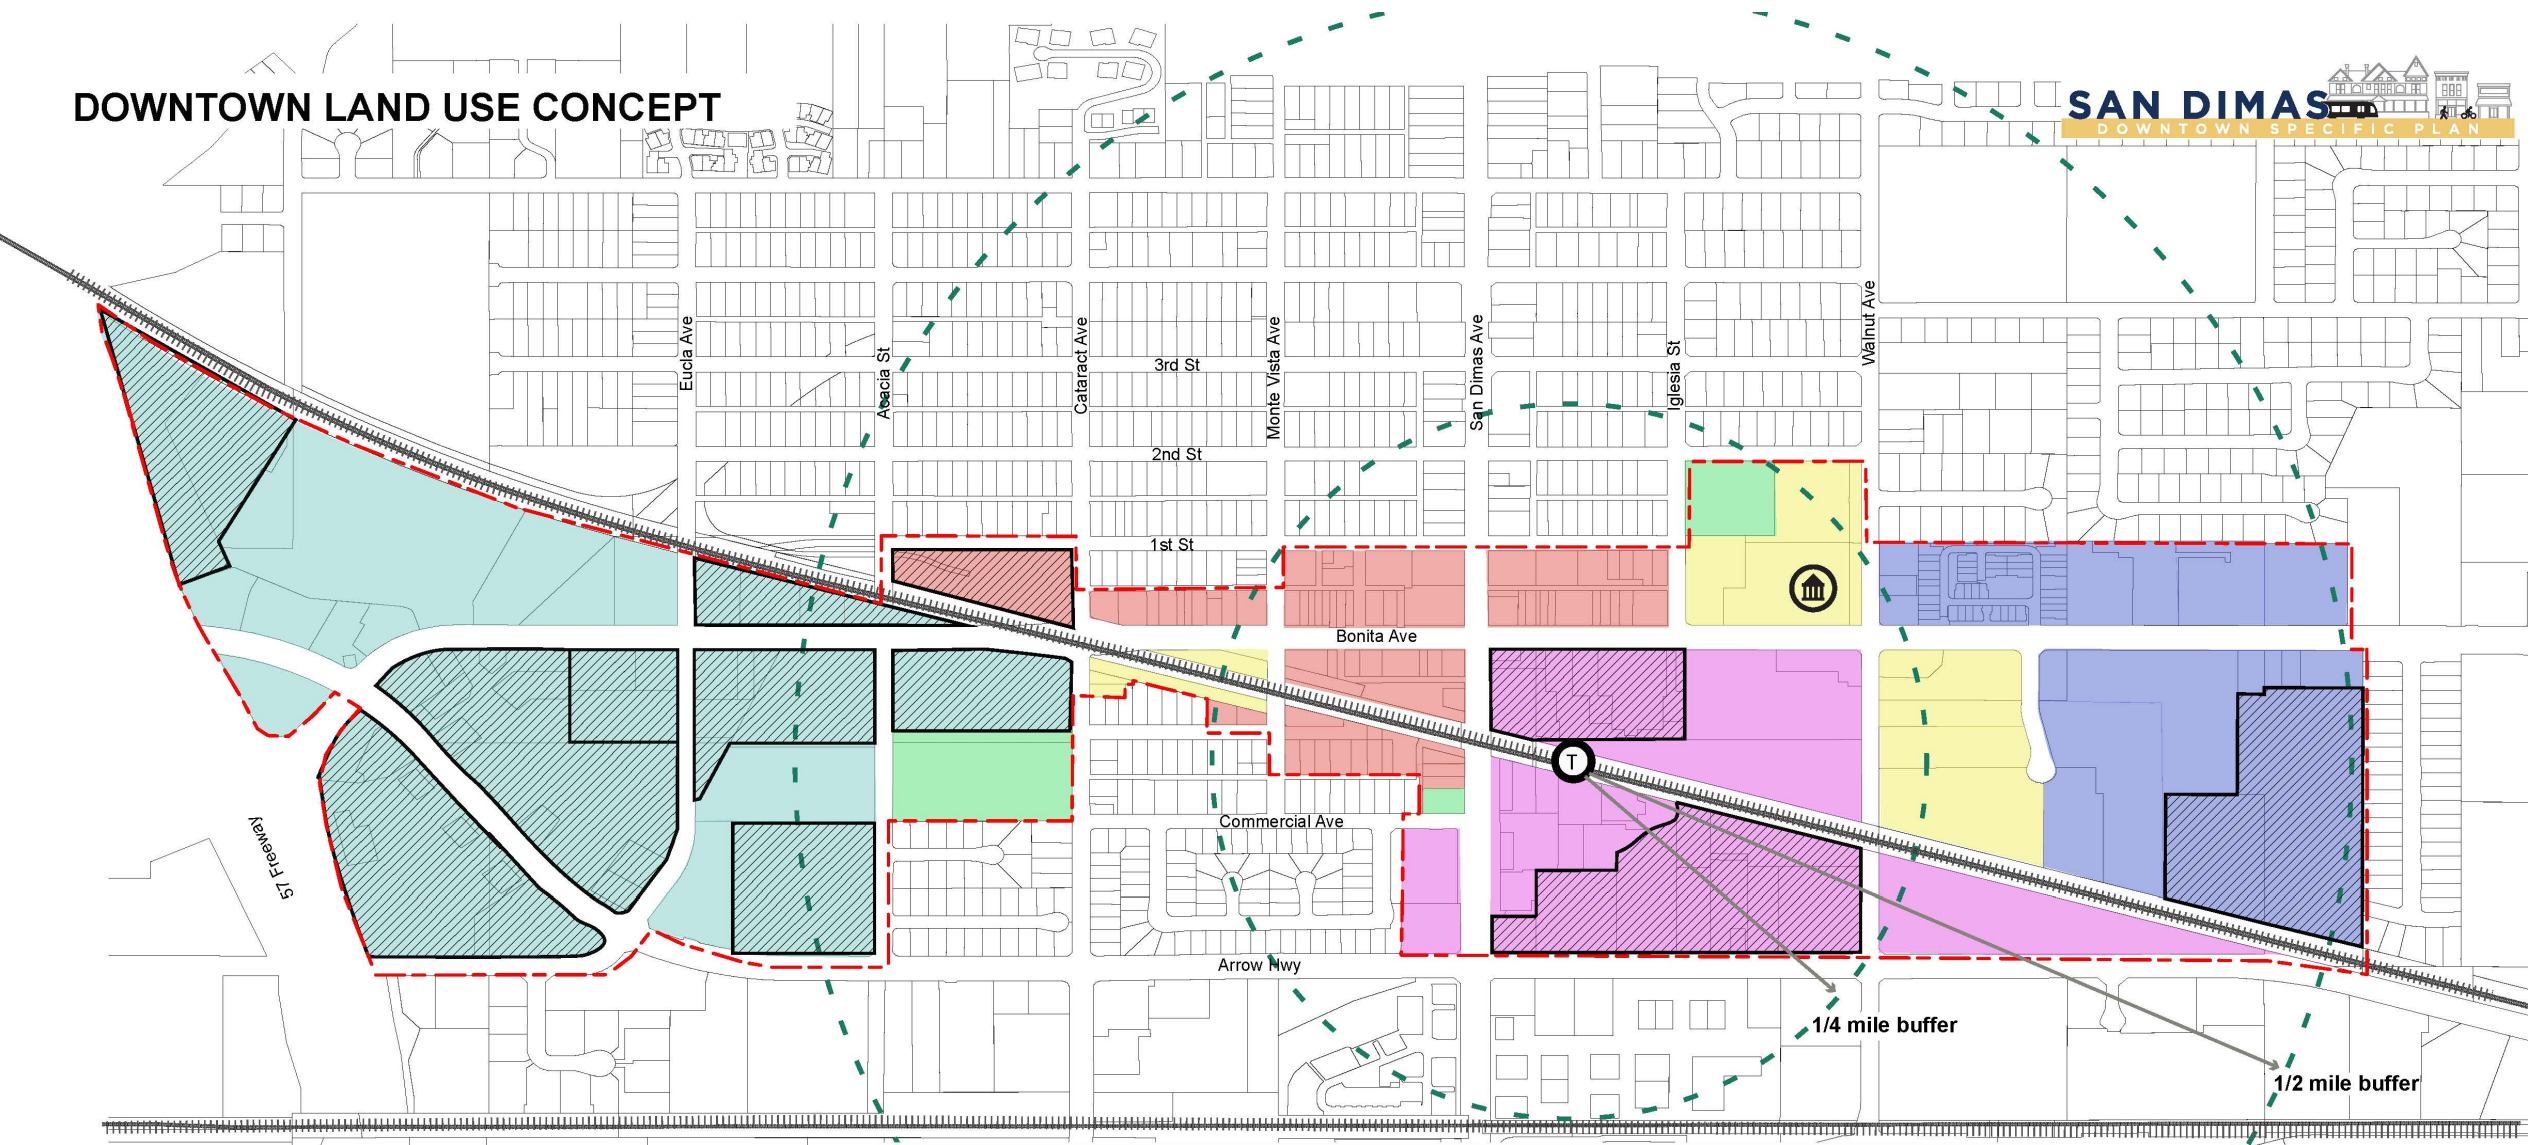 DOWNTOWN LAND USE CONCEPT
SAN DIMAS
DOWNTOWN SPECIFIC PLAN
Eucla Ave
Acacia St
Cataract Ave
Monte Vista Ave
San Dimas Ave
Iglesia St
Walnut Ave
3rd St
2nd St
1st St
Bonita Ave
T
Commercial Ave
57 Freeway
Arrow Hwy
1/4 mile buffer
1/2 mile buffer